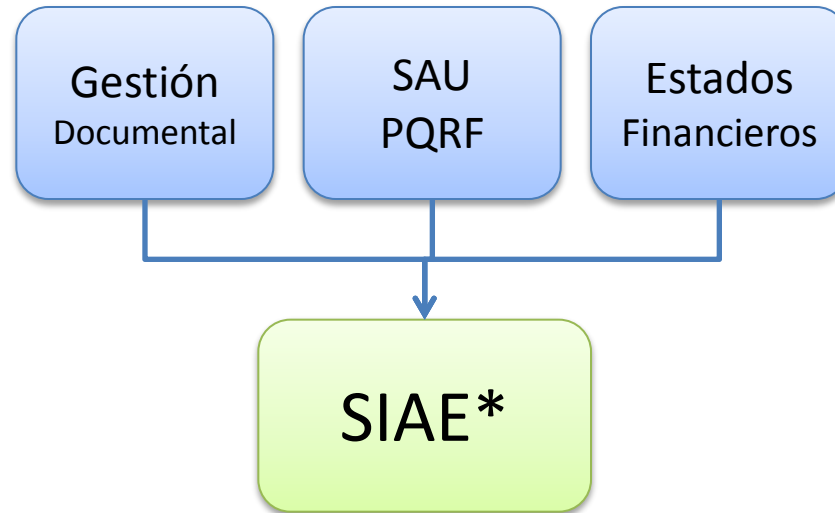 Gestión
Documental
SAU
PQRF
Estados
Financieros
SIAE*